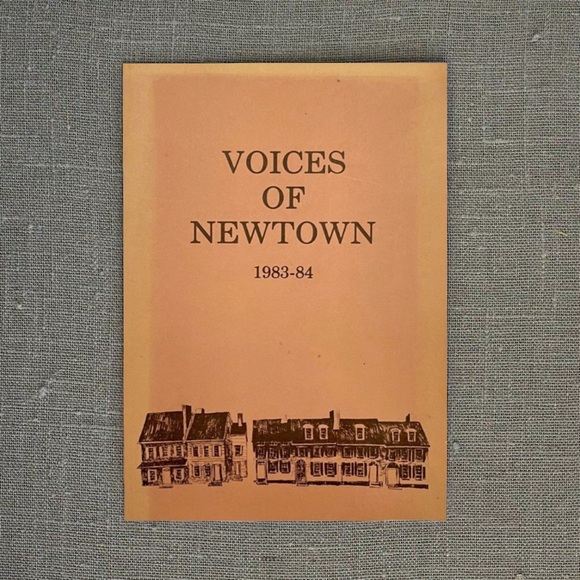 VOICES
OF
NEWTOWN
1983-84